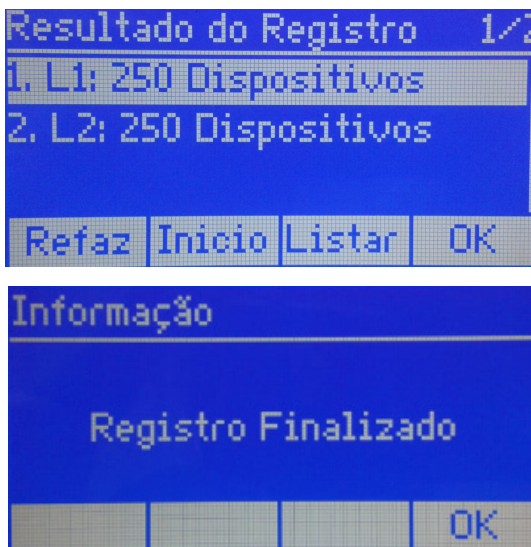 Resultado do Registro 1/2
1. L1: 250 Dispositivos
2. L2: 250 Dispositivos
Refaz Inicio Listar OK
Informação
Registro Finalizado
OK